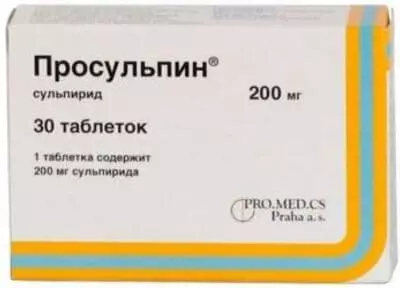 Просульпин®
сульпирид
200 мг
30 таблеток
1 таблетка содержит
200 мг сульпирида
PRO.MED.CS
Praha a. s.